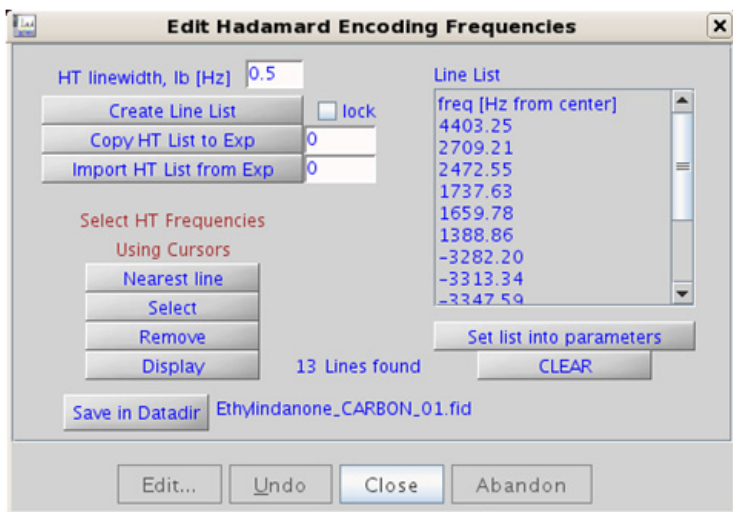 Edit Hadamard Encoding Frequencies
HT linewidth, lb [Hz] 0.5
Create Line List lock
Copy HT List to Exp 0
Import HT List from Exp 0
Line List
freq [Hz from center]
4403.25
2709.21
2472.55
1737.63
1659.78
1388.86
-3282.20
-3313.34
-3347.59
Select HT Frequencies
Using Cursors
Nearest line
Select
Remove
Display
13 Lines found
Set list into parameters
CLEAR
Save in Datadir Ethylindanone_CARBON_01.fid
Edit... Undo Close Abandon